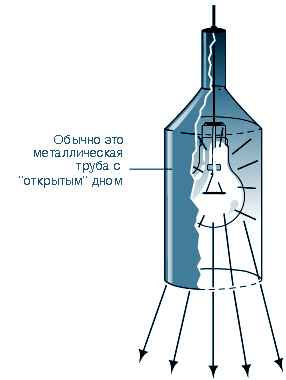 Обычно это
металлическая
труба с
"открытым" дном